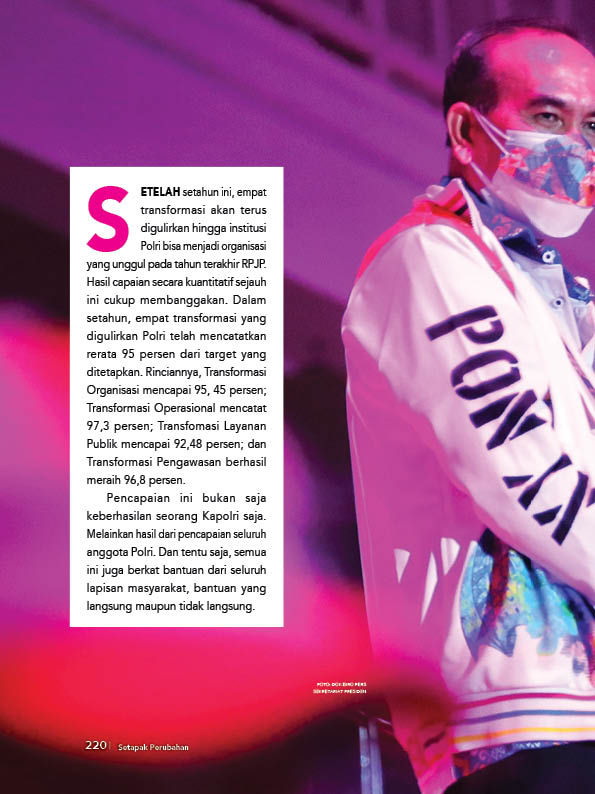 SETELAH setahun ini, empat
transformasi akan terus
digulirkan hingga institusi
Polri bisa menjadi organisasi
yang unggul pada tahun terakhir RPJP.
Hasil capaian secara kuantitatif sejauh
ini cukup membanggakan. Dalam
setahun, empat transformasi yang
digulirkan Polri telah mencatatkan
rerata 95 persen dari target yang
ditetapkan. Rinciannya, Transformasi
Organisasi mencapai 95, 45 persen;
Transformasi Operasional mencatat
97,3 persen; Transfomasi Layanan
Publik mencapai 92,48 persen; dan
Transformasi Pengawasan berhasil
meraih 96,8 persen.
Pencapaian ini bukan saja
keberhasilan seorang Kapolri saja.
Melainkan hasil dari pencapaian seluruh
anggota Polri. Dan tentu saja, semua
ini juga berkat bantuan dari seluruh
lapisan masyarakat, bantuan yang
langsung maupun tidak langsung.
PON XX
FOTO: DOK BIRO PERS
SEKRETARIAT PRESIDEN
220 | Setapak Perubahan